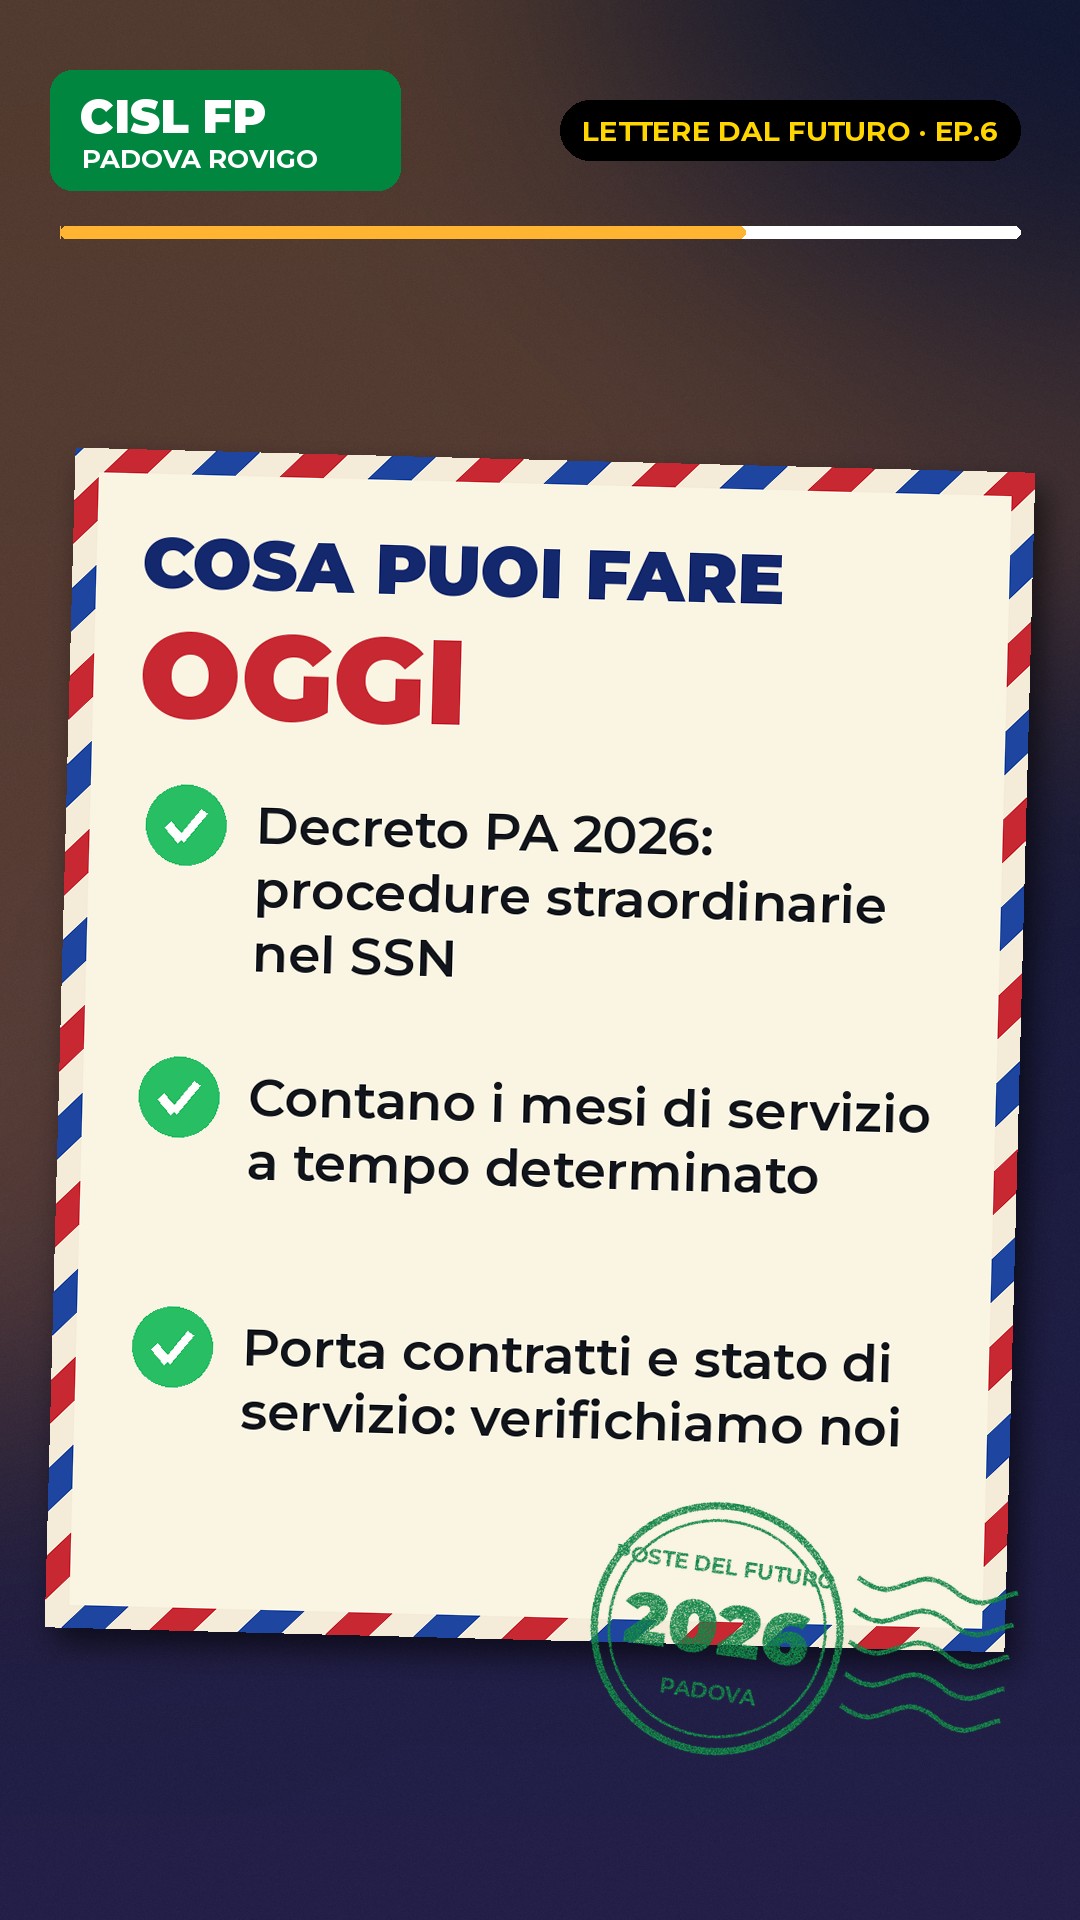 CISL FP
PADOVA ROVIGO
LETTERE DAL FUTURO · EP.6
COSA PUOI FARE
OGGI
Decreto PA 2026:
procedure straordinarie
nel SSN
Contano i mesi di servizio
a tempo determinato
Porta contratti e stato di
servizio: verifichiamo noi
POSTE DEL FUTURO
2026
PADOVA